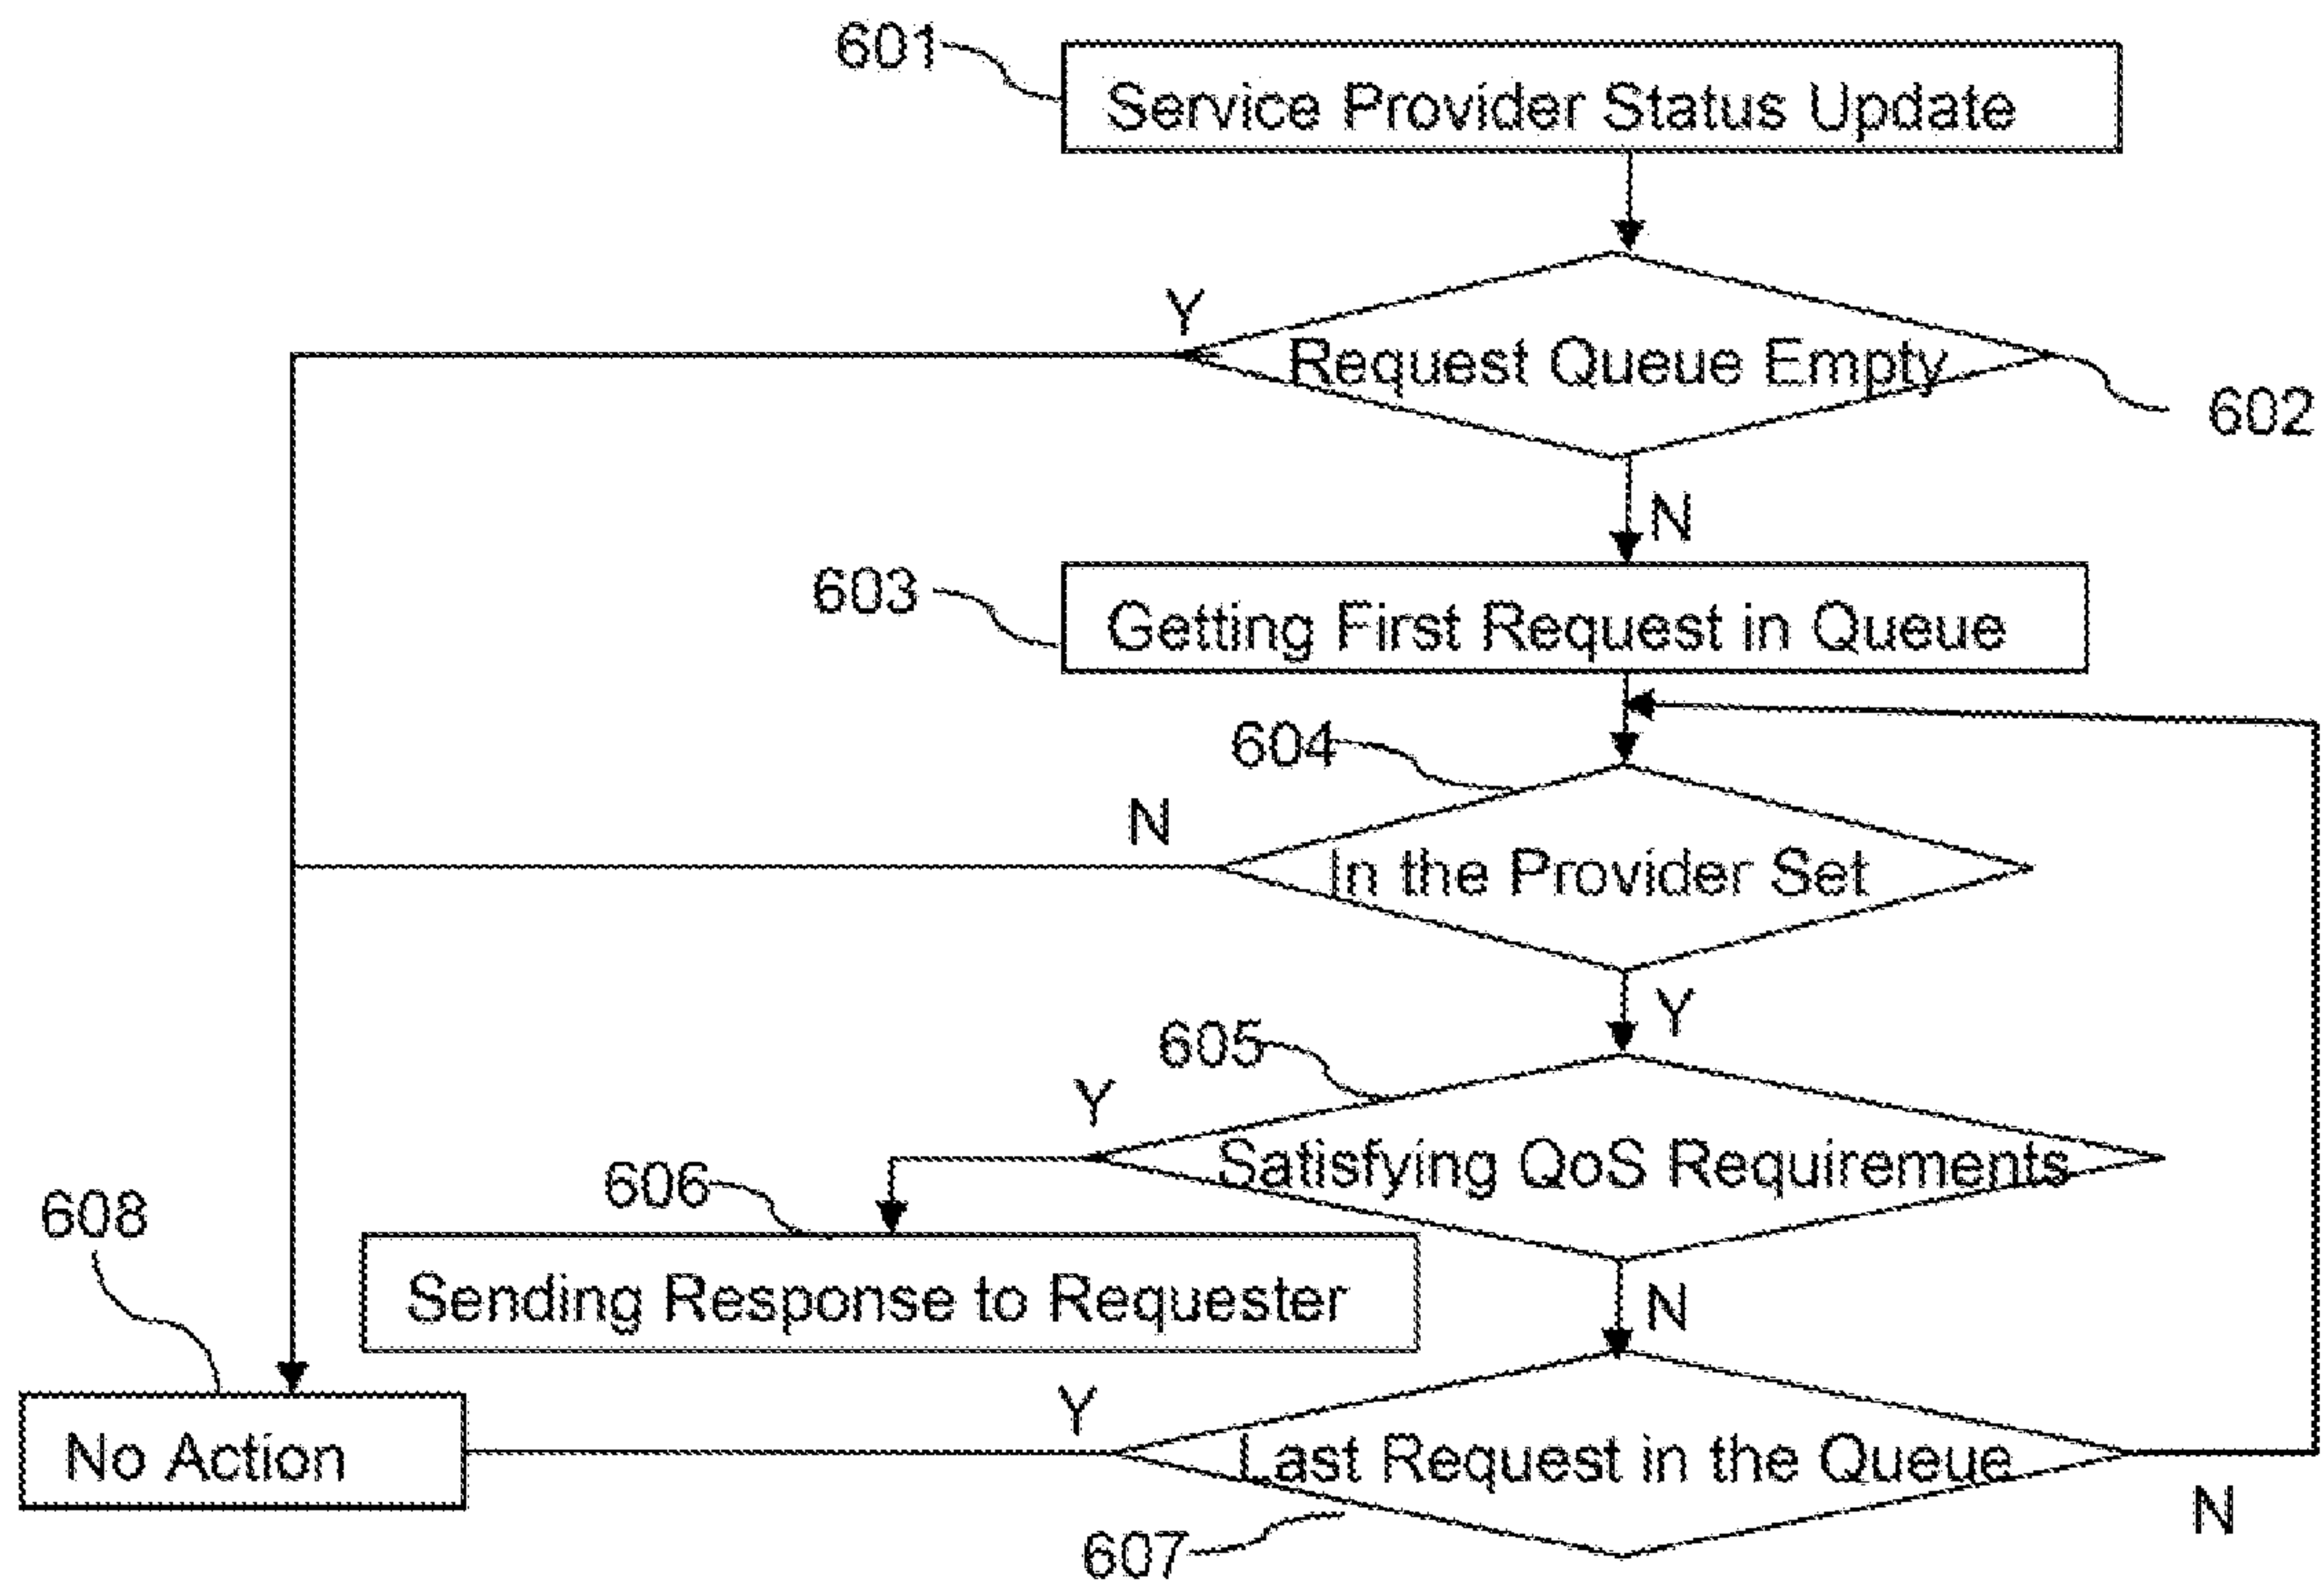 601
Service Provider Status Update
Y
Request Queue Empty
602
N
603
Getting First Request in Queue
604
N
In the Provider Set
Y
605
Y
Satisfying QoS Requirements
606
608
Sending Response to Requester
N
No Action
Y
Last Request in the Queue
N
607